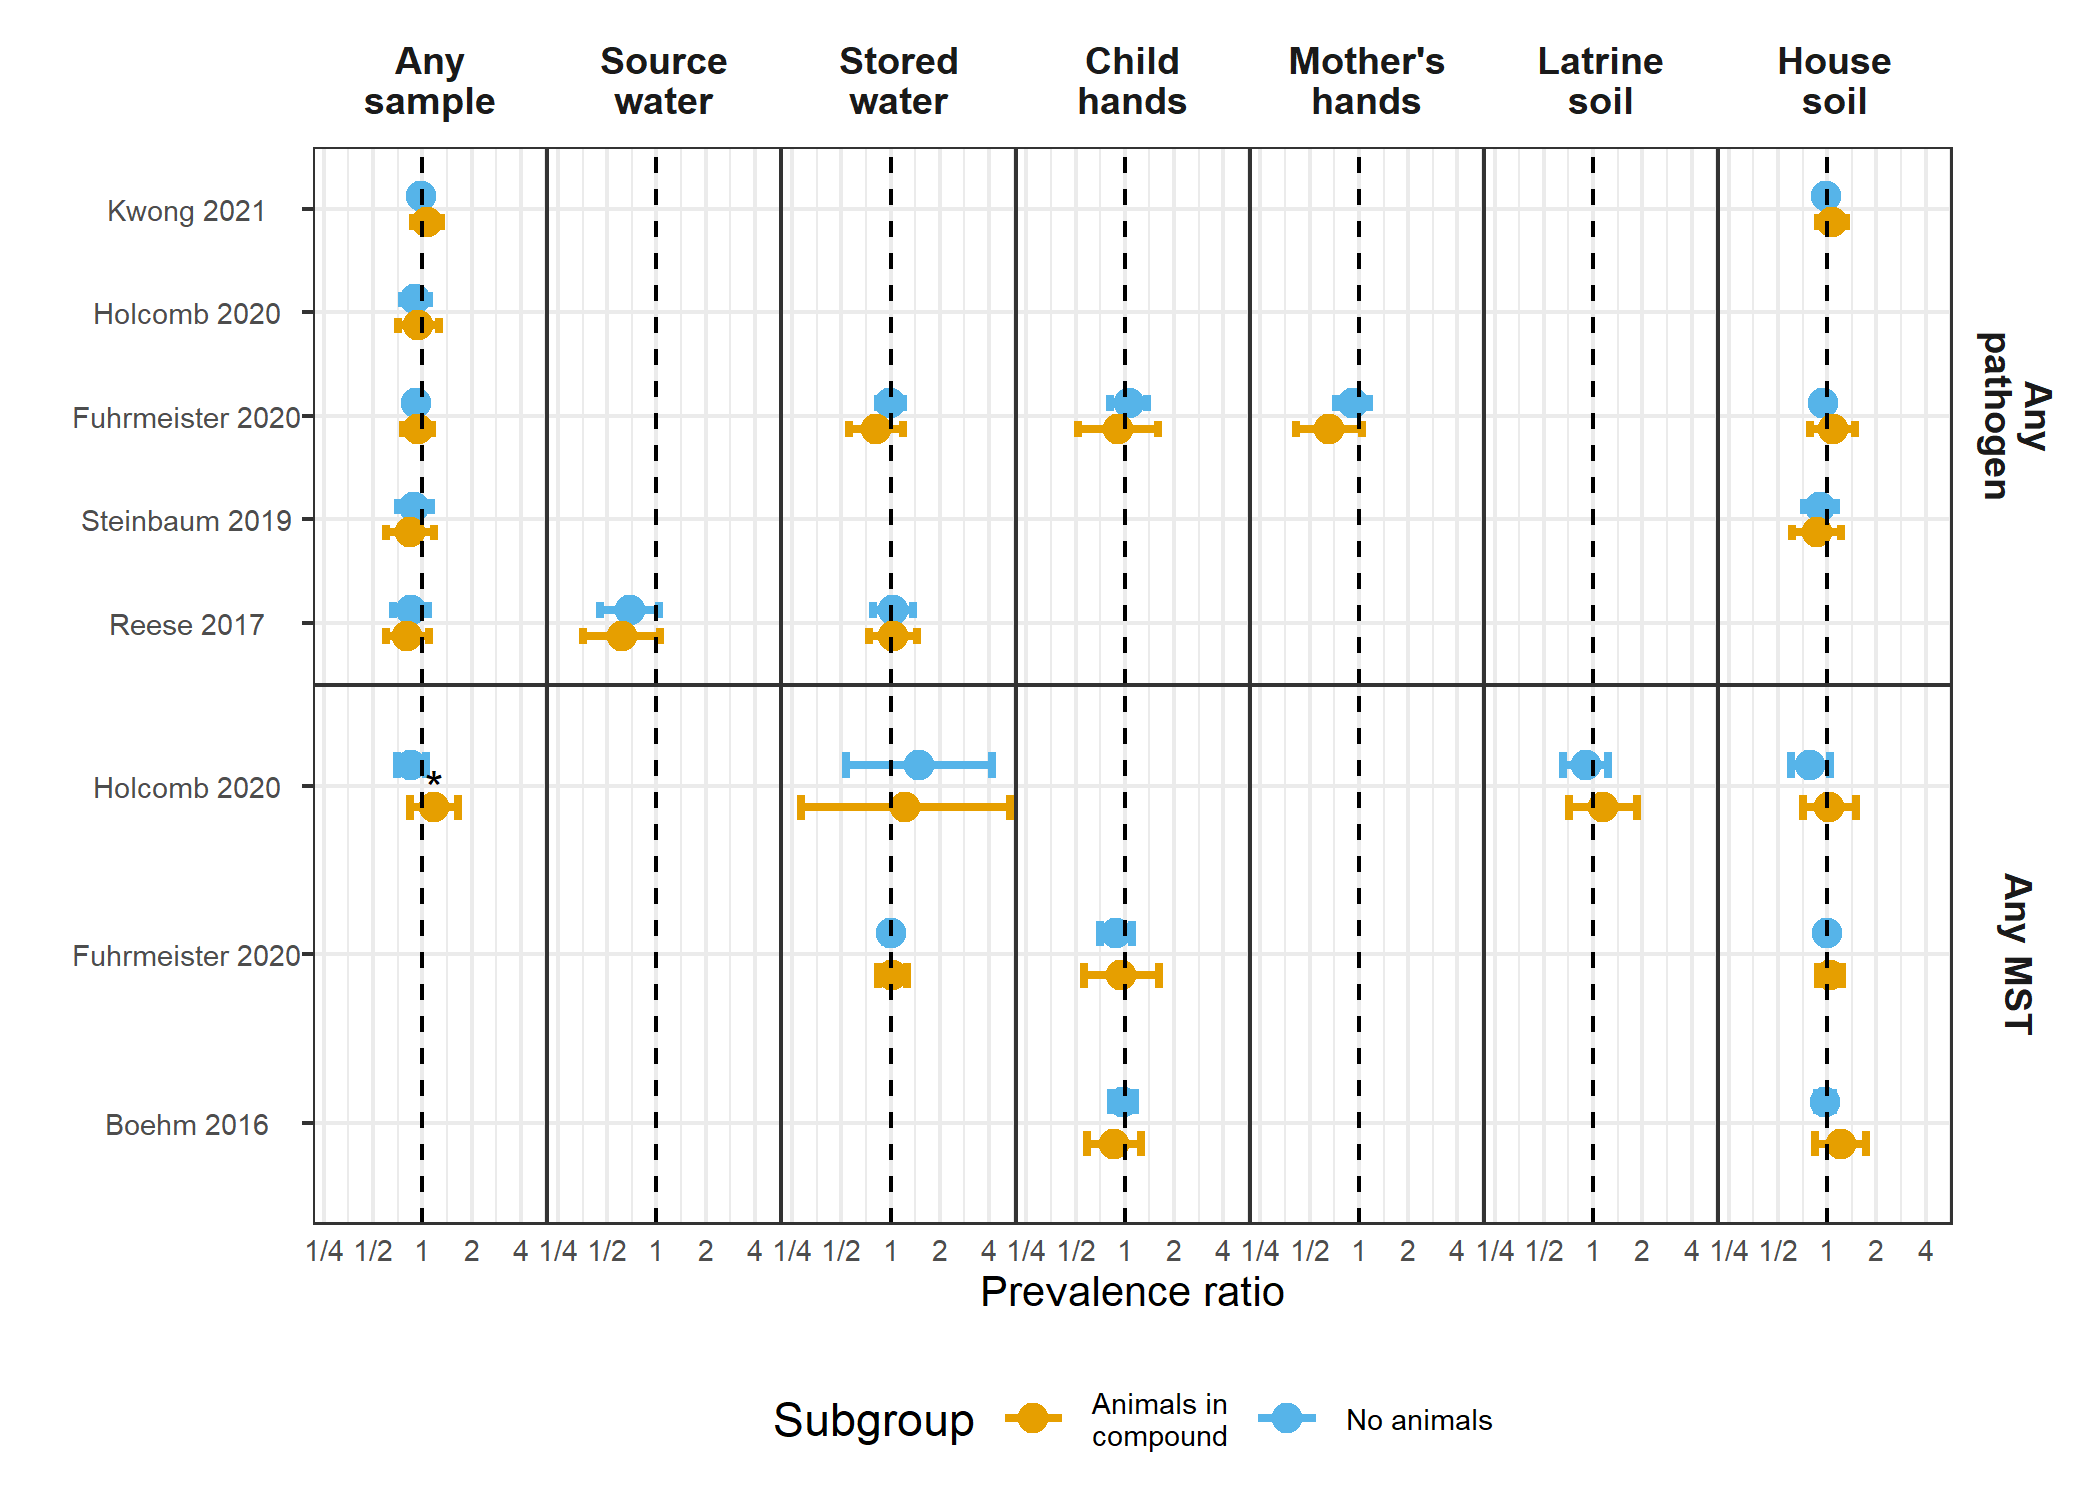 Any
sample
Source
water
Stored
water
Child
hands
Mother's
hands
Latrine
soil
House
soil
Kwong 2021
Holcomb 2020
Fuhrmeister 2020
Steinbaum 2019
Reese 2017
Any
pathogen
Holcomb 2020
*
Fuhrmeister 2020
Boehm 2016
Any MST
1/4 1/2 1 2 4 1/4 1/2 1 2 4 1/4 1/2 1 2 4 1/4 1/2 1 2 4 1/4 1/2 1 2 4 1/4 1/2 1 2 4 1/4 1/2 1 2 4
Prevalence ratio
Subgroup
Animals in
compound
No animals